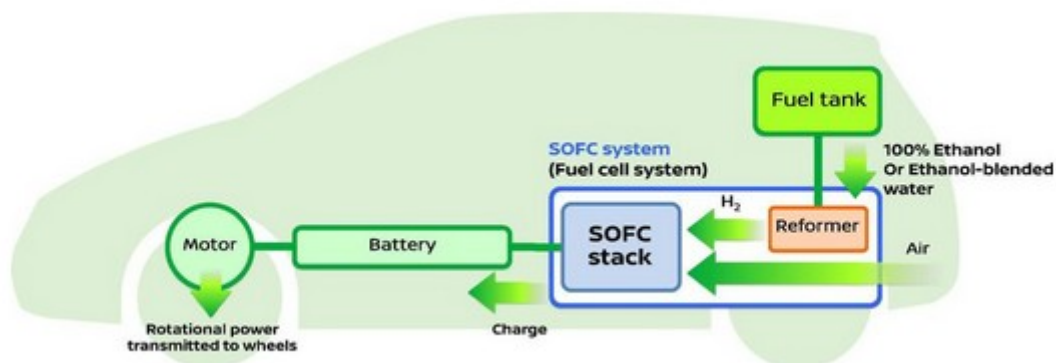 Fuel tank
SOFC system
(Fuel cell system)
100% Ethanol
Or Ethanol-blended
water
H₂
Motor
Battery
SOFC
stack
Reformer
Air
Charge
Rotational power
transmitted to wheels